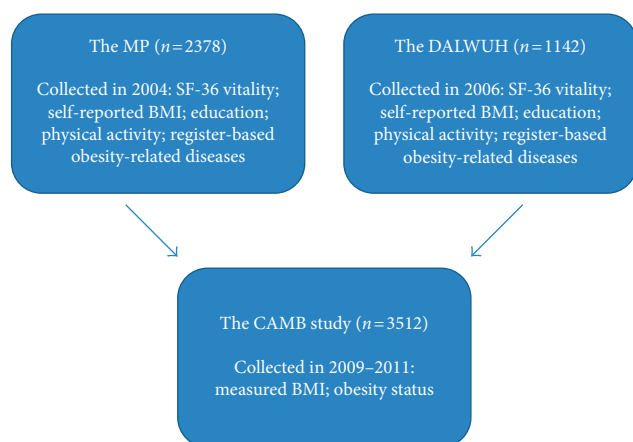 The MP (n=2378)
Collected in 2004: SF-36 vitality;
self-reported BMI; education;
physical activity; register-based
obesity-related diseases
The DALWUH (n=1142)
Collected in 2006: SF-36 vitality;
self-reported BMI; education;
physical activity; register-based
obesity-related diseases
The CAMB study (n=3512)
Collected in 2009–2011:
measured BMI; obesity status